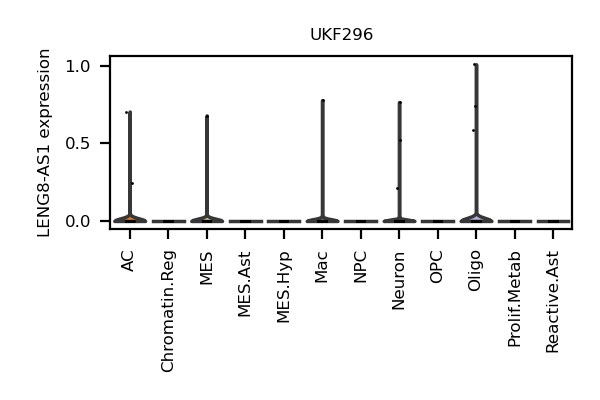 UKF296
LENG8-AS1 expression
1.0
0.5
0.0
AC
Chromatin.Reg
MES
MES.Ast
MES.Hyp
Mac
NPC
Neuron
OPC
Oligo
Prolif.Metab
Reactive.Ast